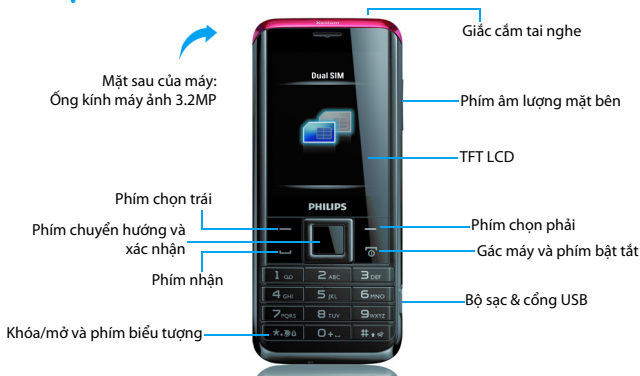 Giắc cắm tai nghe
Mặt sau của máy:
Ống kính máy ảnh 3.2MP
Dual SIM
Phím âm lượng mặt bên
TFT LCD
PHILIPS
Phím chọn trái
Phím chọn phải
Phím chuyển hướng và
xác nhận
Gác máy và phím bật tắt
Phím nhận
1
2 ABC
3 DEF
4 GHI
5 JKL
6 MNO
Bộ sạc & cổng USB
7 PQRS
8 TUV
9 WXYZ
Khóa/mở và phím biểu tượng
*
0 +
#